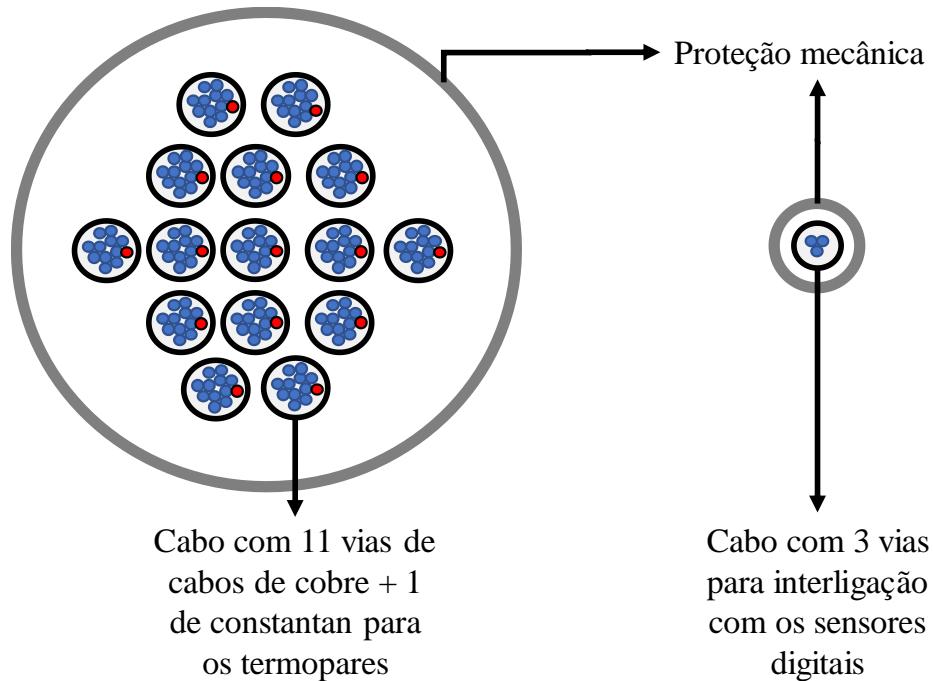 Proteção mecânica
Cabo com 11 vias de
cabos de cobre + 1
de constantan para
os termopares
Cabo com 3 vias
para interligação
com os sensores
digitais